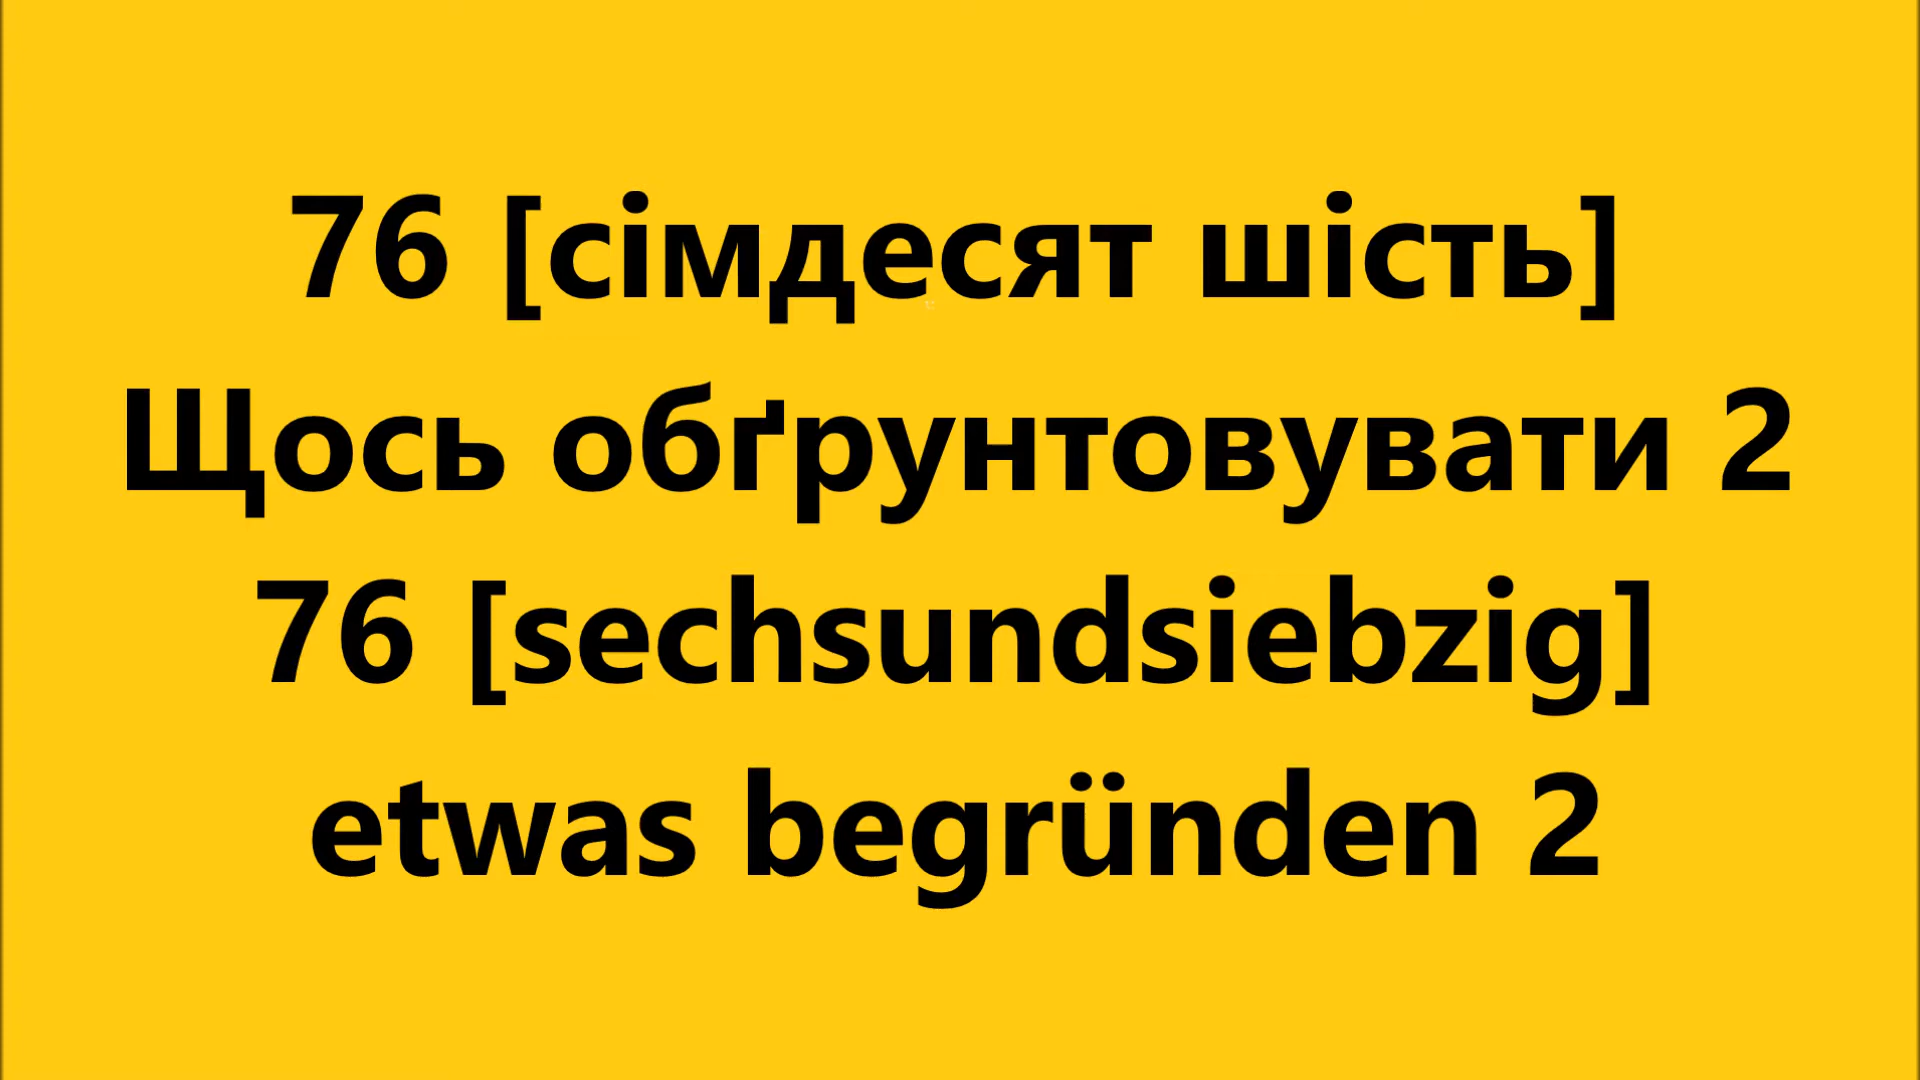 76 [сімдесят шість]
Щось обґрунтовувати 2
76 [sechsundsiebzig]
etwas begründen 2